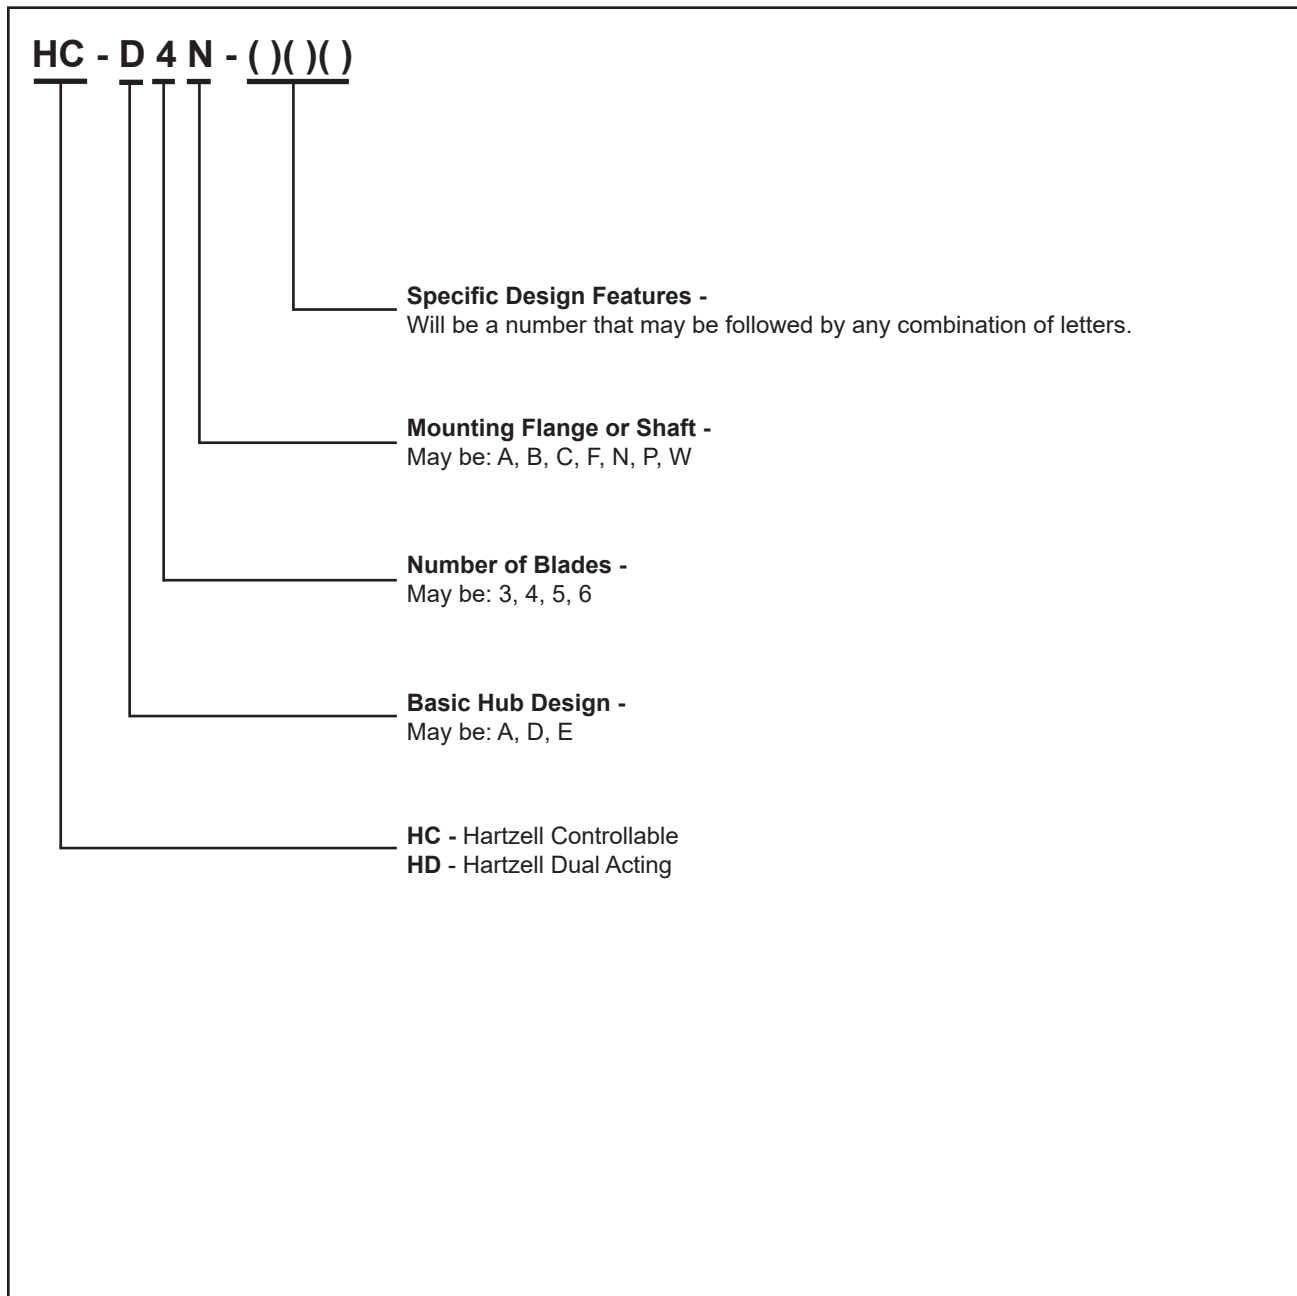 HC - D 4 N - ( )( )( )
Specific Design Features -
Will be a number that may be followed by any combination of letters.
Mounting Flange or Shaft -
May be: A, B, C, F, N, P, W
Number of Blades -
May be: 3, 4, 5, 6
Basic Hub Design -
May be: A, D, E
HC - Hartzell Controllable
HD - Hartzell Dual Acting